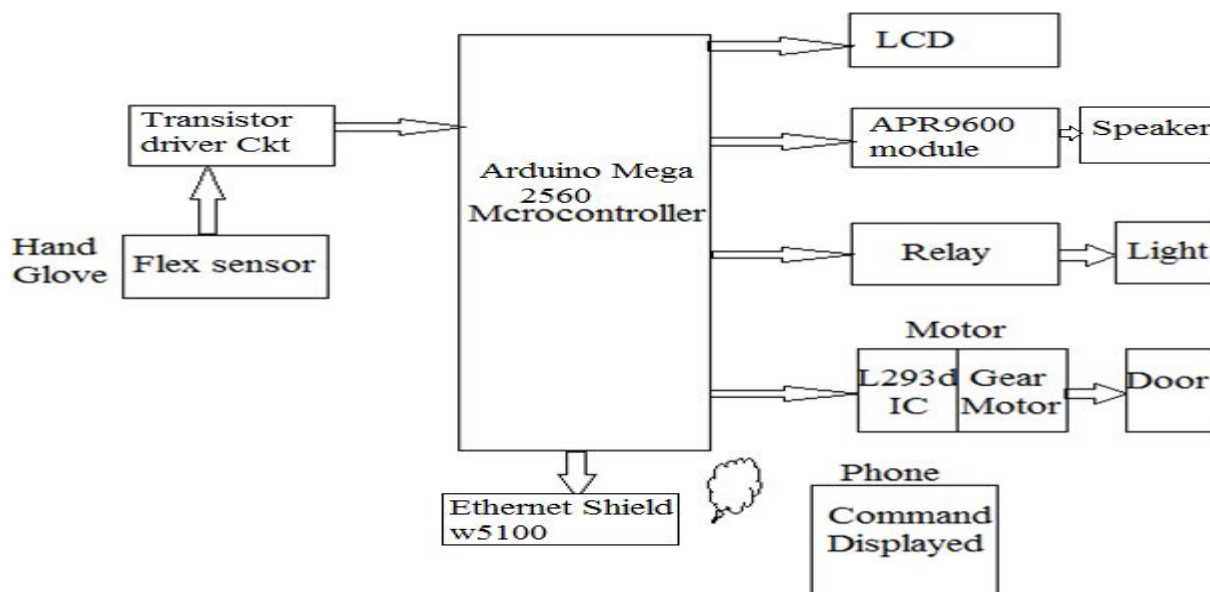 LCD
Transistor
driver Ckt
APR9600
module
Speaker
Arduino Mega
2560
Mcrocontroller
Hand
Glove
Flex sensor
Relay
Light
Motor
L293d
IC
Gear
Motor
Door
Ethernet Shield
w5100
Phone
Command
Displayed